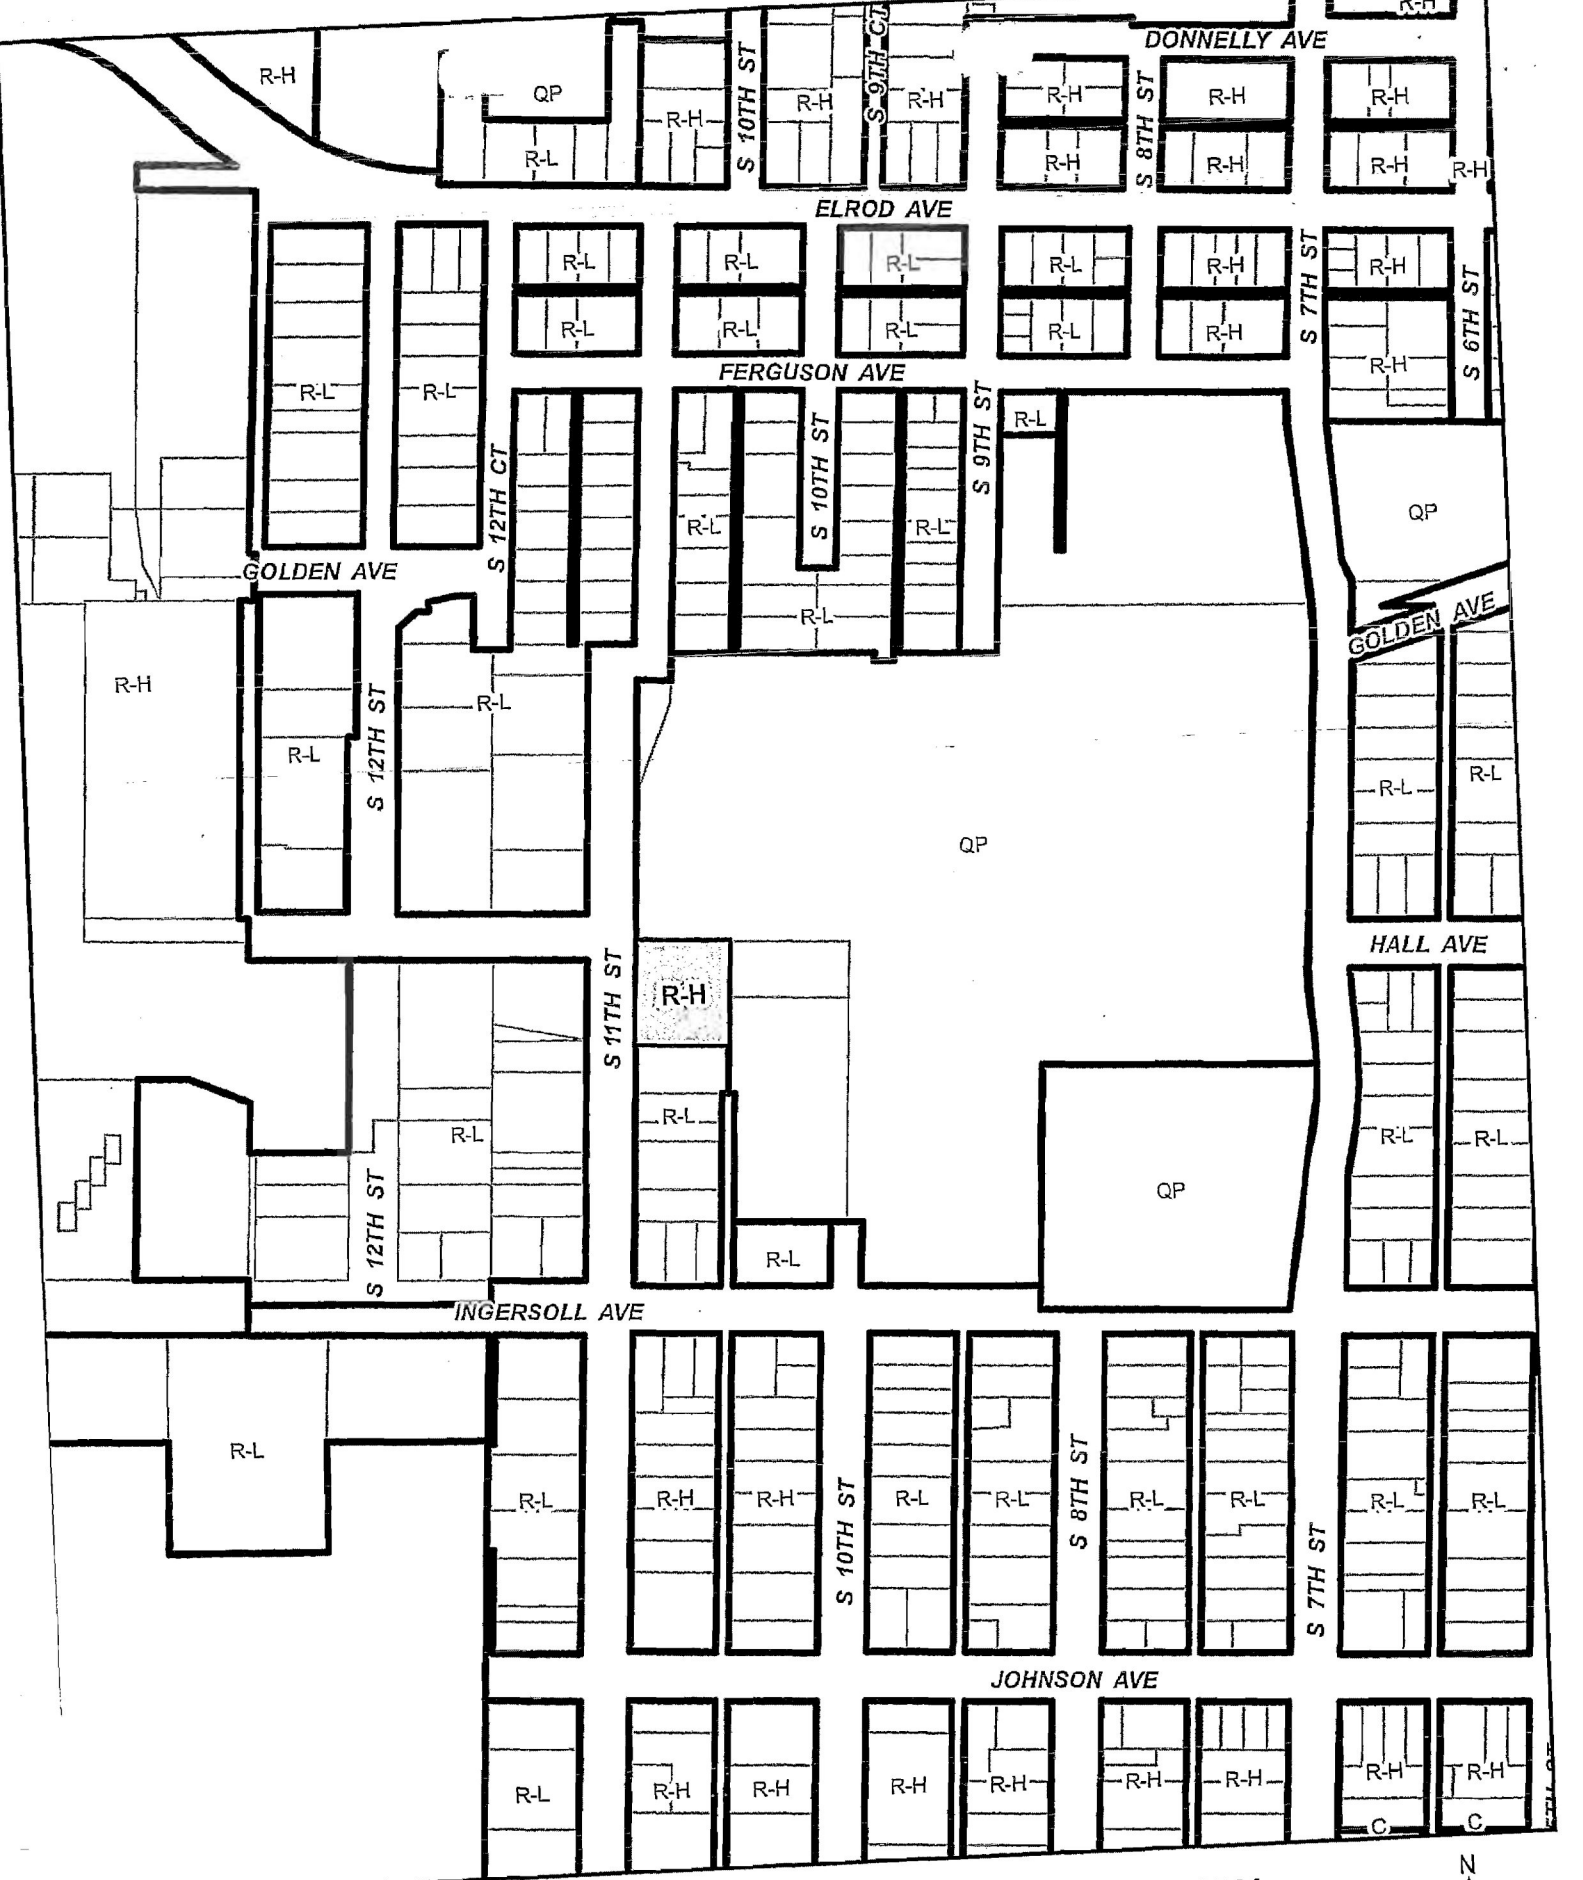 R-H
DONNELLY AVE
R-H
QP
R-H
S 10TH ST
R-H
S 9TH CT
R-H
R-H
S 8TH ST
R-H
R-H
R-L
R-H
R-H
R-H
R-H
ELROD AVE
R-L
R-L
R-L
R-L
R-H
S 7TH ST
R-H
S 6TH ST
R-L
R-L
R-L
R-L
R-H
R-H
FERGUSON AVE
R-L
R-L
S 12TH CT
S 10TH ST
S 9TH ST
R-L
R-L
R-L
QP
GOLDEN AVE
R-L
GOLDEN AVE
R-H
R-L
R-L
S 12TH ST
R-L
R-L
QP
HALL AVE
S 11TH ST
R-H
R-L
R-L
R-L
R-L
QP
S 12TH ST
R-L
INGERSOLL AVE
R-L
R-L
R-H
R-H
S 10TH ST
R-L
R-L
S 8TH ST
R-L
R-L
S 7TH ST
R-L
R-L
JOHNSON AVE
R-L
R-H
R-H
R-H
R-H
R-H
R-H
R-H
R-H
C
C
N